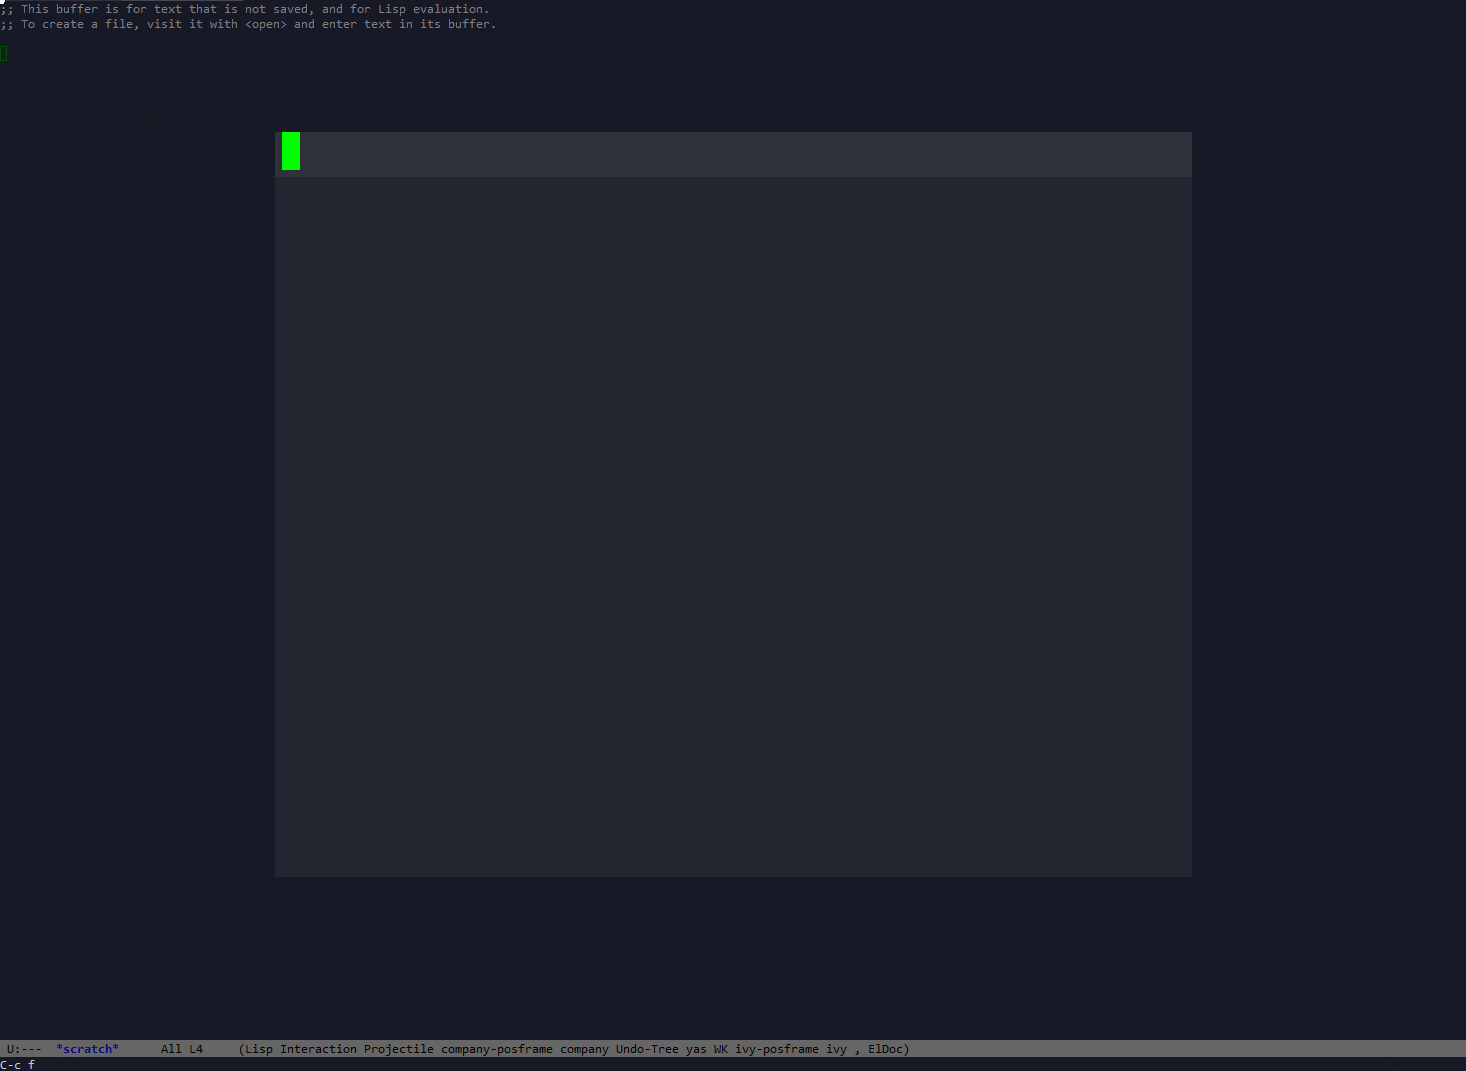 ;; This buffer is for text that is not saved, and for Lisp evaluation.
;; To create a file, visit it with <open> and enter text in its buffer.
U:---  *scratch*      All L4     (Lisp Interaction Projectile company-posframe company Undo-Tree yas WK ivy-posframe ivy , ElDoc)
C-c f